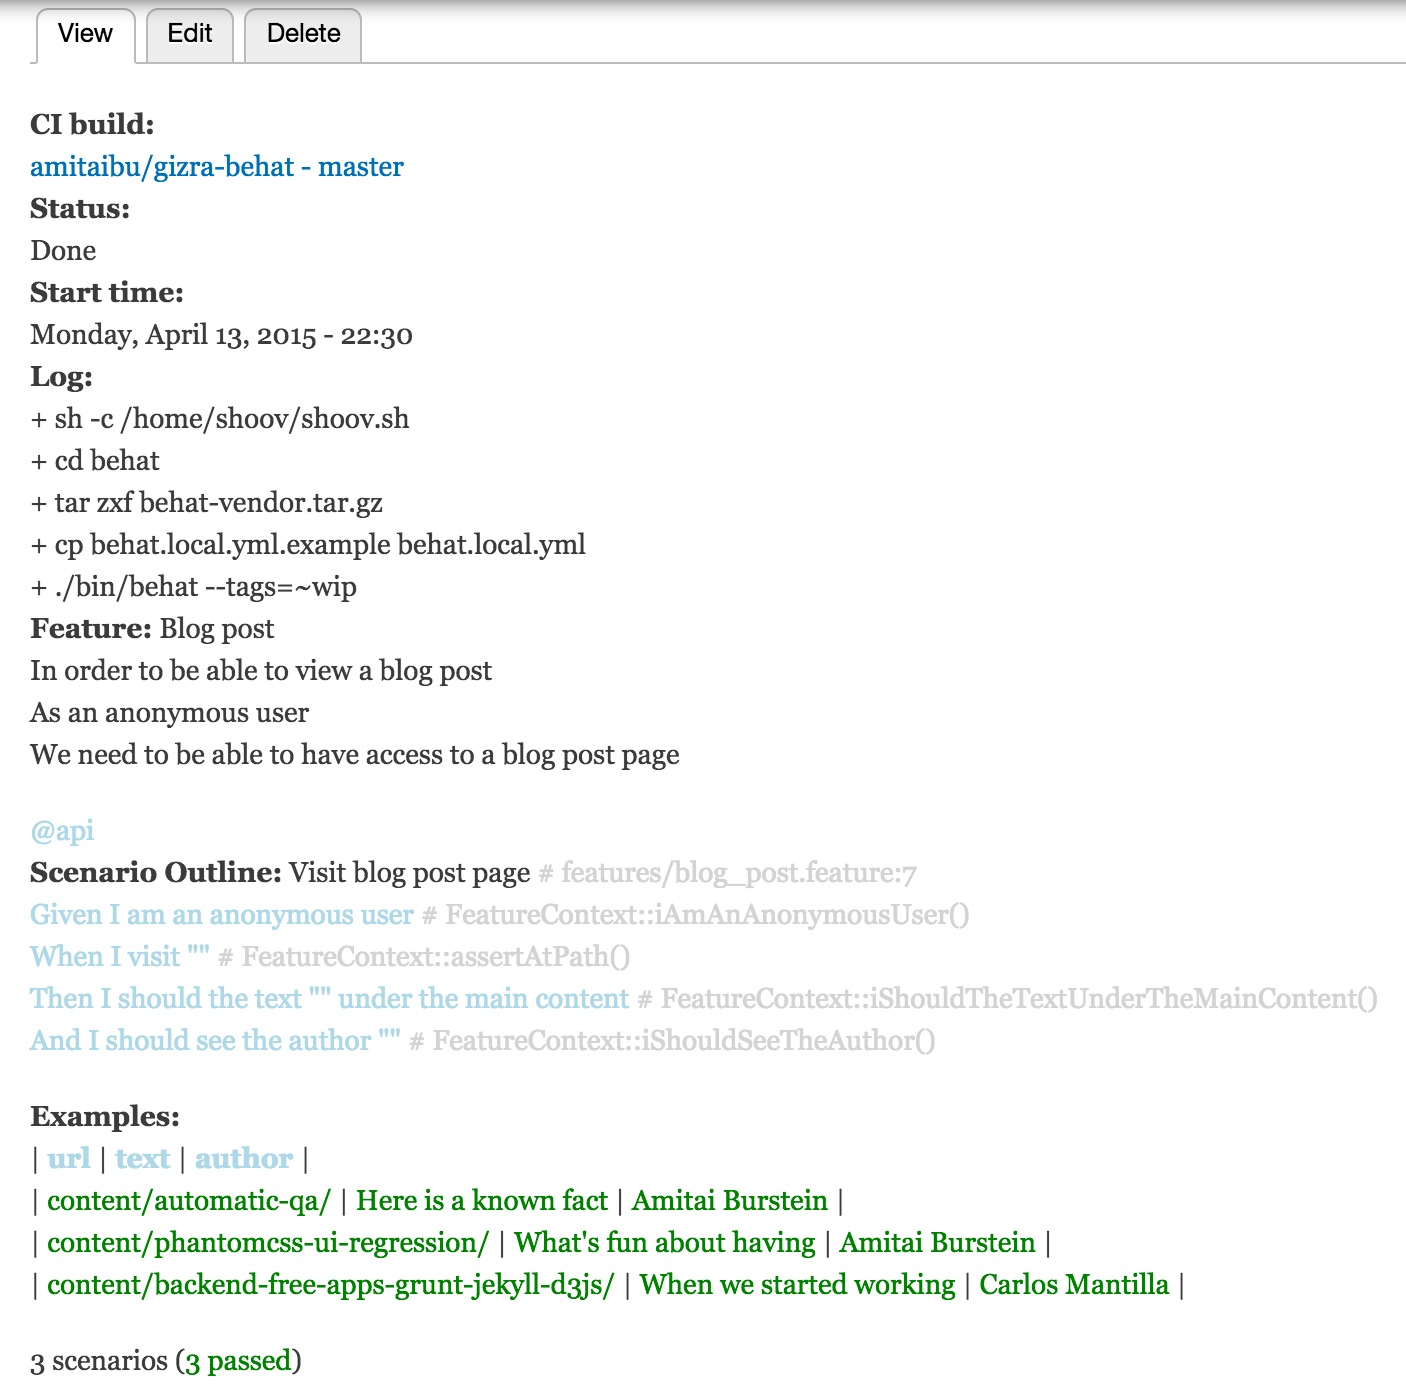 View Edit Delete
CI build:
amitaibu/gizra-behat - master
Status:
Done
Start time:
Monday, April 13, 2015 - 22:30
Log:
+ sh -c /home/shoov/shoov.sh
+ cd behat
+ tar zxf behat-vendor.tar.gz
+ cp behat.local.yml.example behat.local.yml
+ ./bin/behat --tags=~wip
Feature: Blog post
In order to be able to view a blog post
As an anonymous user
We need to be able to have access to a blog post page
@api
Scenario Outline: Visit blog post page # features/blog_post.feature:7
Given I am an anonymous user # FeatureContext::iAmAnAnonymousUser()
When I visit "" # FeatureContext::assertAtPath()
Then I should the text "" under the main content # FeatureContext::iShouldTheTextUnderTheMainContent()
And I should see the author "" # FeatureContext::iShouldSeeTheAuthor()
Examples:
| url | text | author |
| content/automatic-qa/ | Here is a known fact | Amitai Burstein |
| content/phantomcss-ui-regression/ | What's fun about having | Amitai Burstein |
| content/backend-free-apps-grunt-jekyll-d3js/ | When we started working | Carlos Mantilla |
3 scenarios (3 passed)